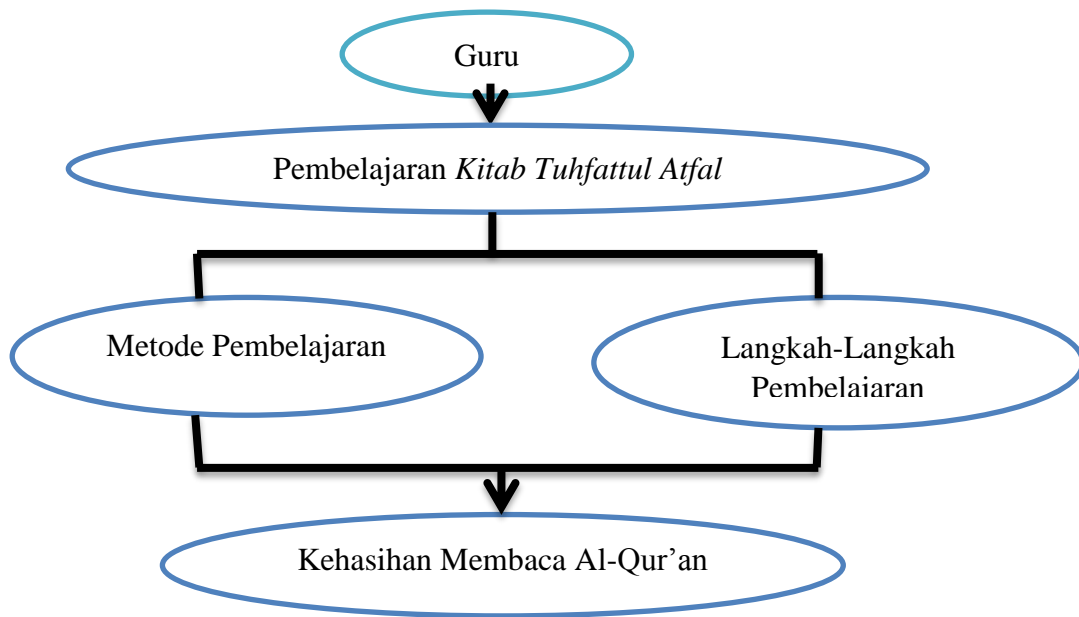 Guru
Pembelajaran Kitab Tuhfattul Atfal
Metode Pembelajaran
Langkah-Langkah
Pembelajaran
Kehasihan Membaca Al-Qur’an